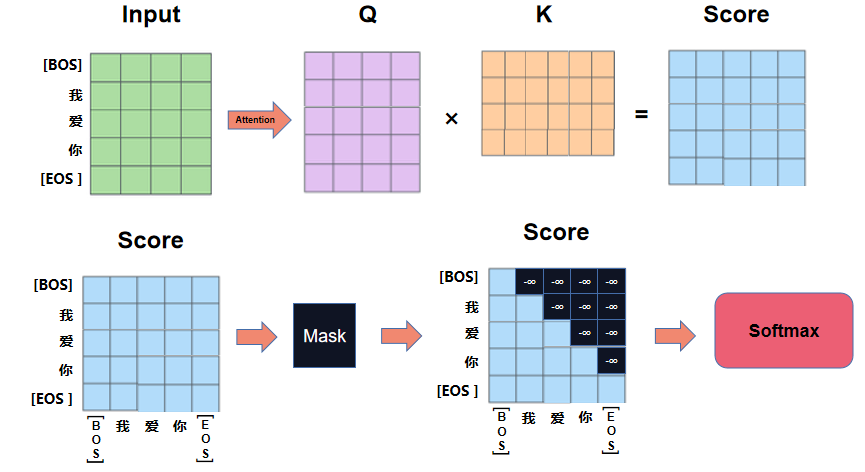 Input
Q
K
Score
[BOS]
我
爱
你
[EOS ]
Attention
×
=
Score
Score
[BOS]
我
爱
你
[EOS ]
[BOS]
我
爱
你
[EOS]
Mask
[BOS]
我
爱
你
[EOS ]
-∞ -∞ -∞ -∞
-∞ -∞ -∞
-∞ -∞
-∞
[BOS]
我
爱
你
[EOS]
Softmax